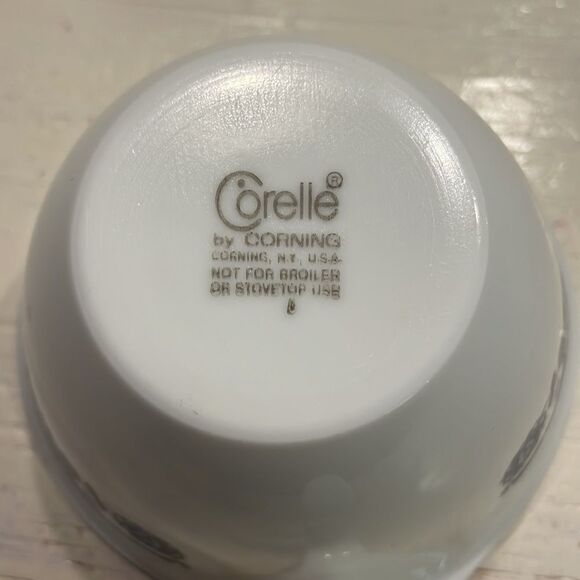 Corelle®
by CORNING
CORNING, N.Y., U.S.A.
NOT FOR BROILER
OR STOVETOP USE